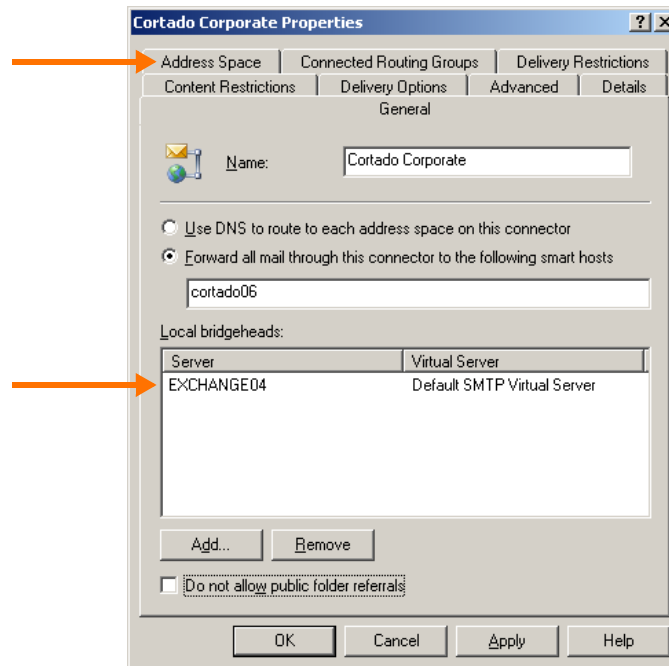 Cortado Corporate Properties
Address Space Connected Routing Groups Delivery Restrictions
Content Restrictions Delivery Options Advanced Details
General
Name: Cortado Corporate
Use DNS to route to each address space on this connector
Forward all mail through this connector to the following smart hosts
cortado06
Local bridgeheads:
Server Virtual Server
EXCHANGE04 Default SMTP Virtual Server
Add... Remove
Do not allow public folder referrals
OK Cancel Apply Help